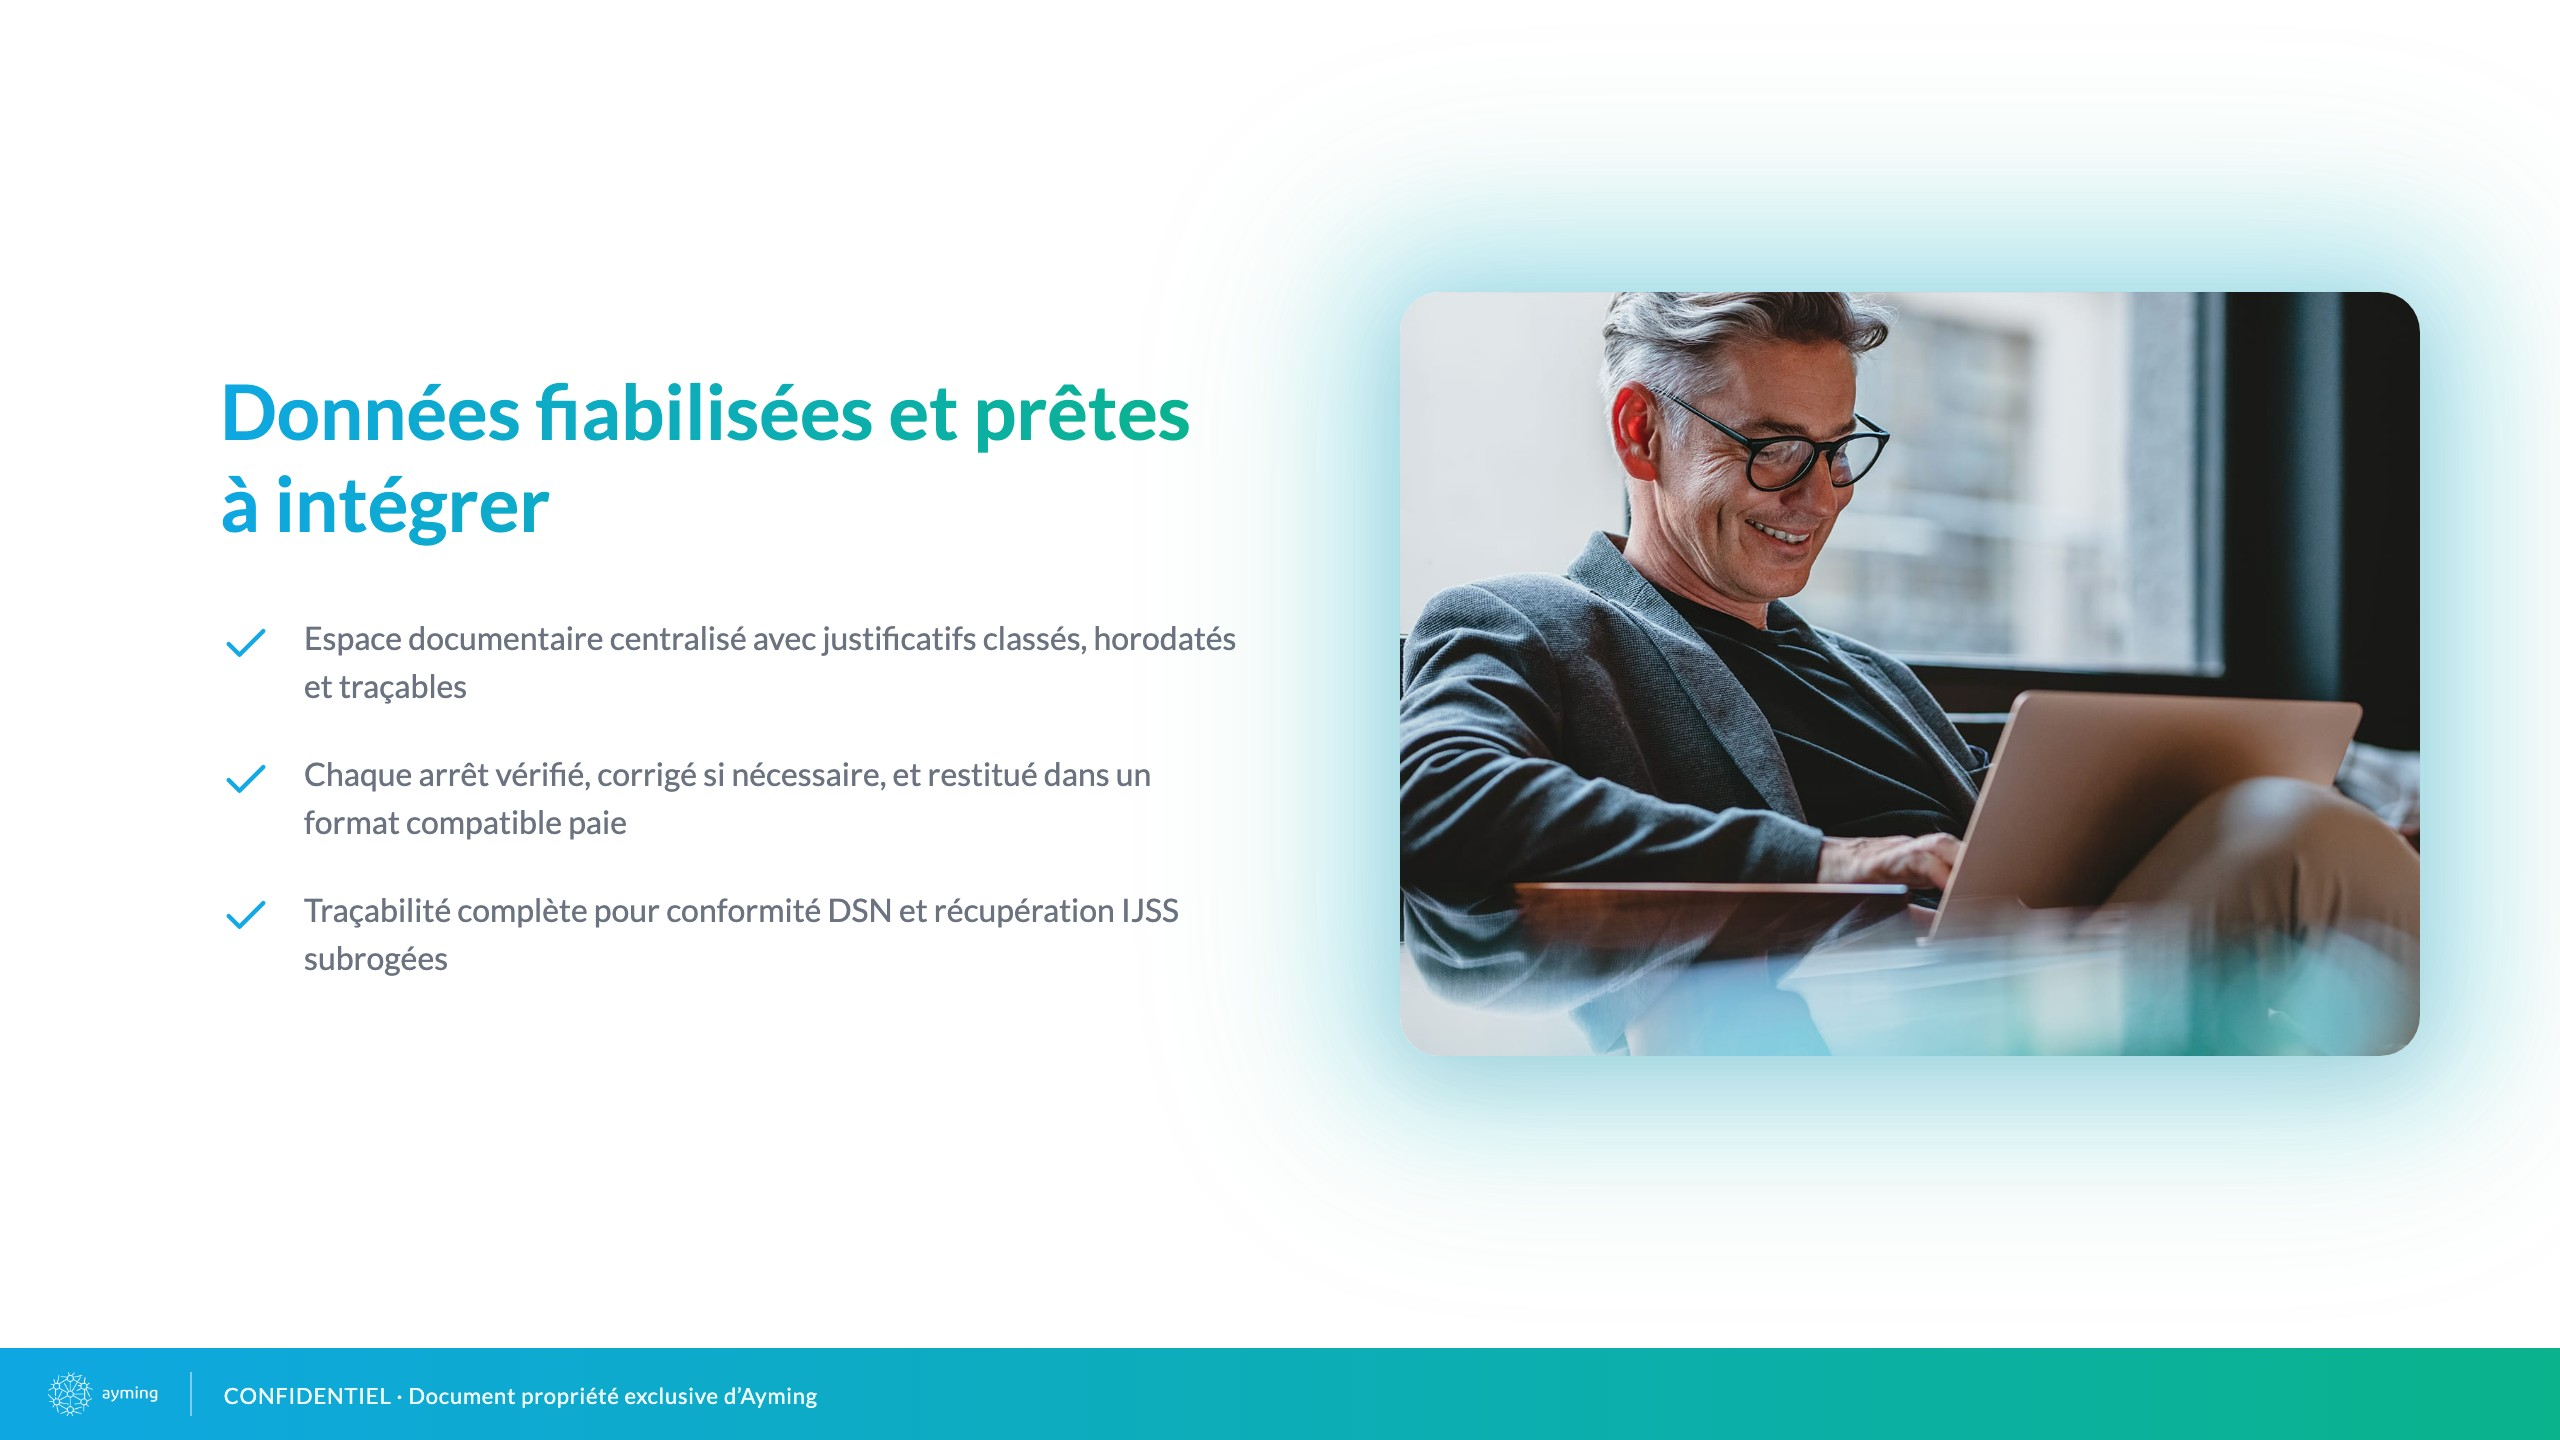 Données fiabilisées et prêtes
à intégrer
Espace documentaire centralisé avec justificatifs classés, horodatés
et traçables
Chaque arrêt vérifié, corrigé si nécessaire, et restitué dans un
format compatible paie
Traçabilité complète pour conformité DSN et récupération IJSS
subrogées
ayming
CONFIDENTIEL · Document propriété exclusive d’Ayming